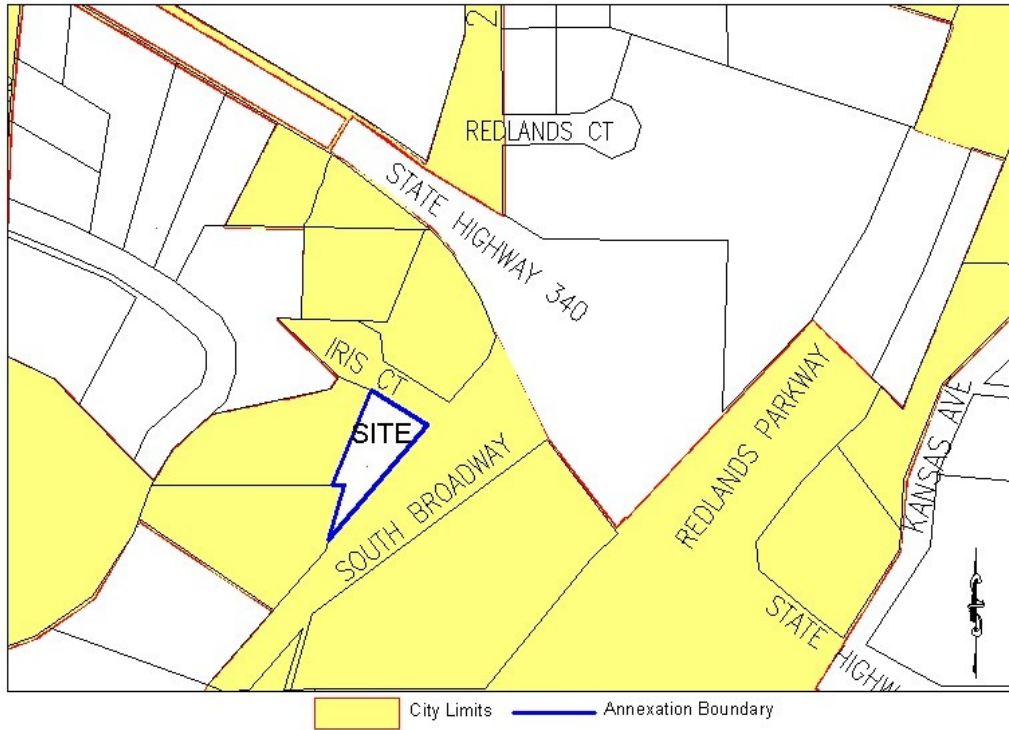 2
REDLANDS CT
STATE HIGHWAY 340
IRIS CT
SITE
SOUTH BROADWAY
REDLANDS PARKWAY
KANSAS AVE
STATE HIGHW
City Limits
Annexation Boundary